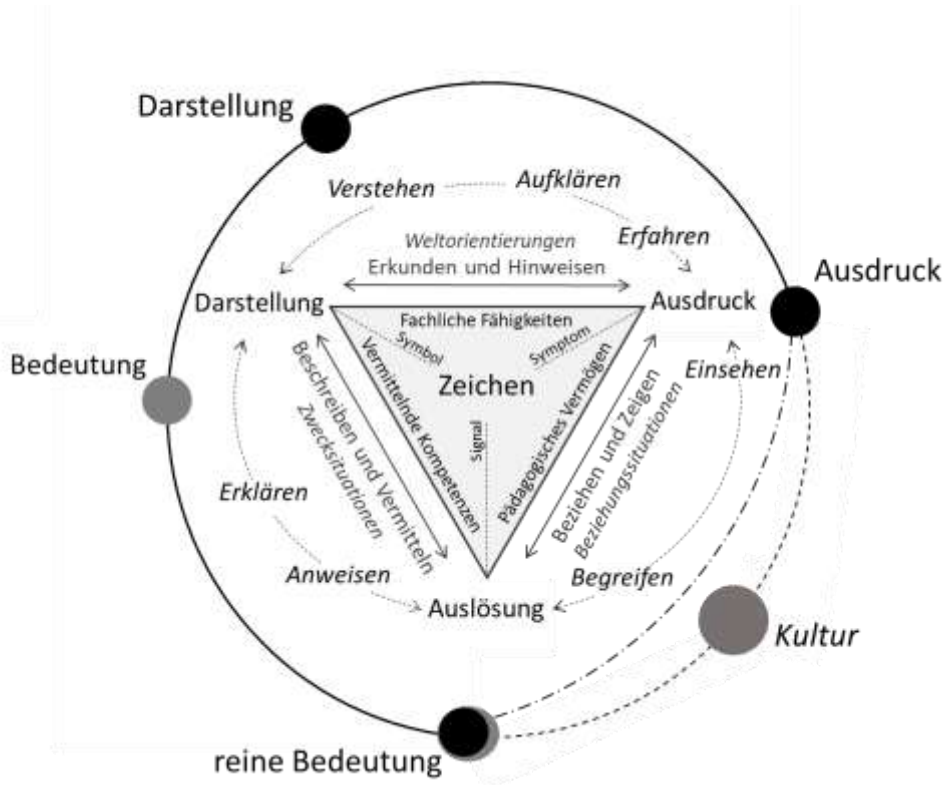 Darstellung
Verstehen
Aufklären
Erfahren
Weltorientierungen
Erkunden und Hinweisen
Darstellung
Ausdruck
Ausdruck
Fachliche Fähigkeiten
Symbol
Symptom
Zeichen
Signal
Vermittelnde Kompetenzen
Pädagogisches Vermögen
Bedeutung
Beschreiben und Vermitteln
Zwecksituationen
Beziehen und Zeigen
Beziehungssituationen
Einsehen
Erklären
Anweisen
Begreifen
Auslösung
Kultur
reine Bedeutung